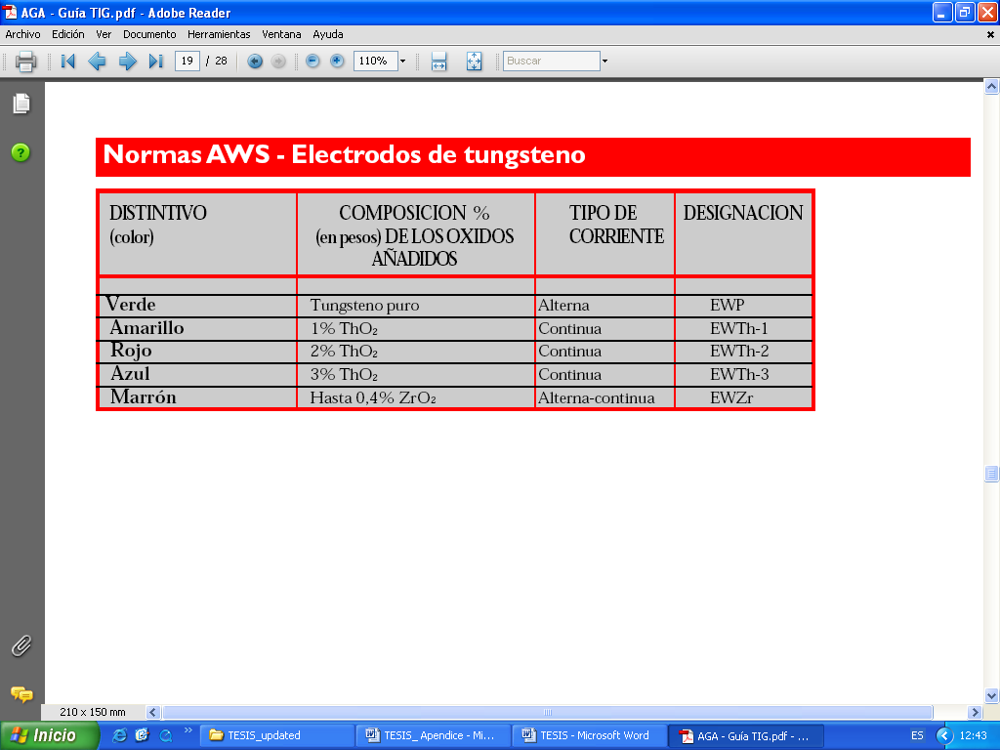 AGA - Guía TIG.pdf - Adobe Reader
Archivo Edición Ver Documento Herramientas Ventana Ayuda
19 / 28 110% Buscar
Normas AWS - Electrodos de tungsteno
DISTINTIVO (color)
COMPOSICION % (en pesos) DE LOS OXIDOS AÑADIDOS
TIPO DE CORRIENTE
DESIGNACION
Verde Tungsteno puro Alterna EWP
Amarillo 1% ThO₂ Continua EWTh-1
Rojo 2% ThO₂ Continua EWTh-2
Azul 3% ThO₂ Continua EWTh-3
Marrón Hasta 0,4% ZrO₂ Alterna-continua EWZr
210 x 150 mm
Inicio » TESIS_updated TESIS_ Apendice - Mi... TESIS - Microsoft Word AGA - Guía TIG.pdf - ... ES 12:43